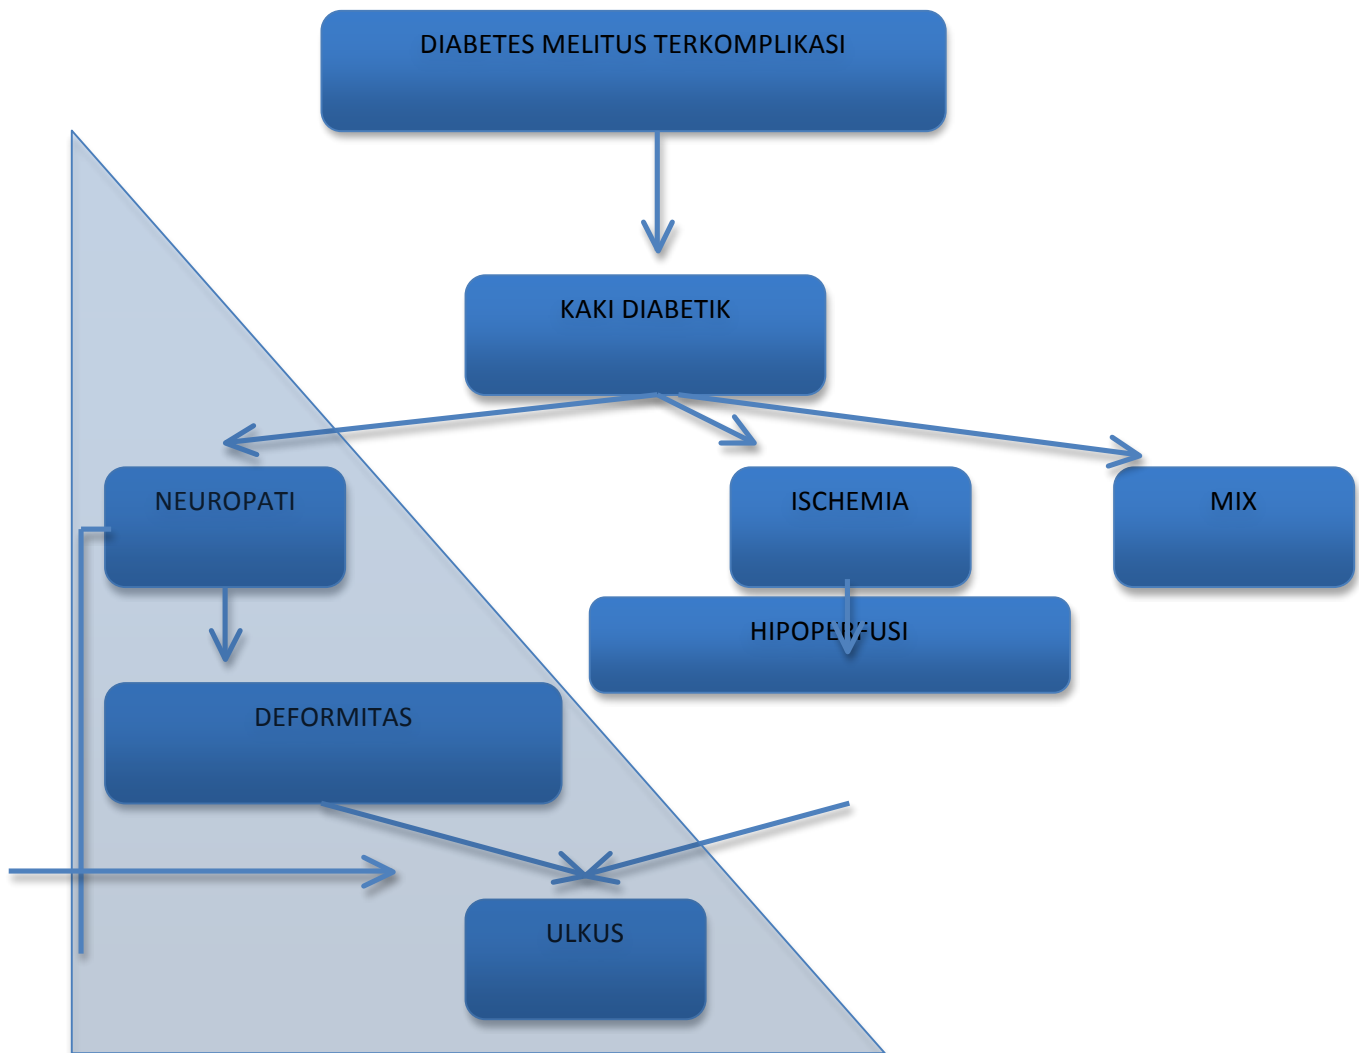 DIABETES MELITUS TERKOMPLIKASI
KAKI DIABETIK
NEUROPATI
ISCHEMIA
MIX
HIPOPERFUSI
DEFORMITAS
ULKUS